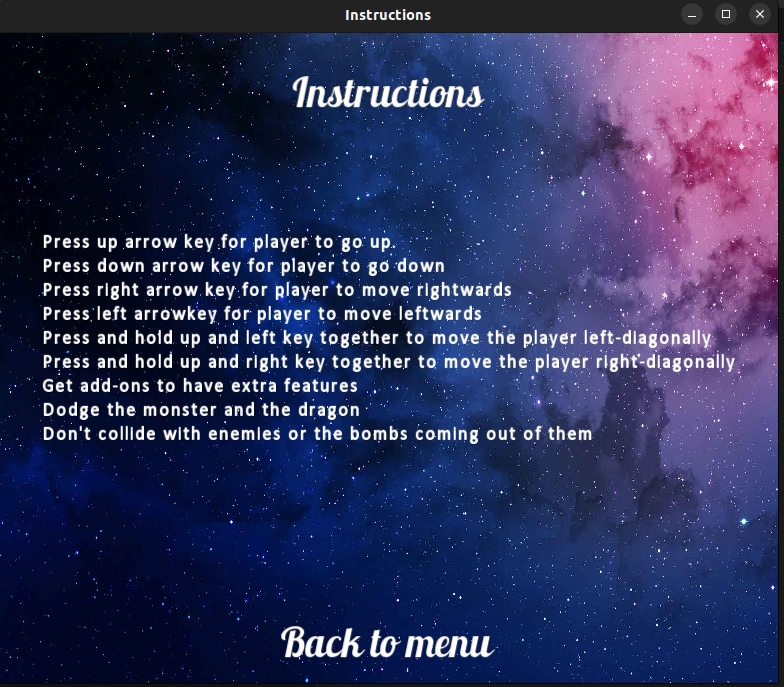 Instructions
Instructions
Press up arrow key for player to go up.
Press down arrow key for player to go down
Press right arrow key for player to move rightwards
Press left arrowkey for player to move leftwards
Press and hold up and left key together to move the player left-diagonally
Press and hold up and right key together to move the player right-diagonally
Get add-ons to have extra features
Dodge the monster and the dragon
Don't collide with enemies or the bombs coming out of them
Back to menu